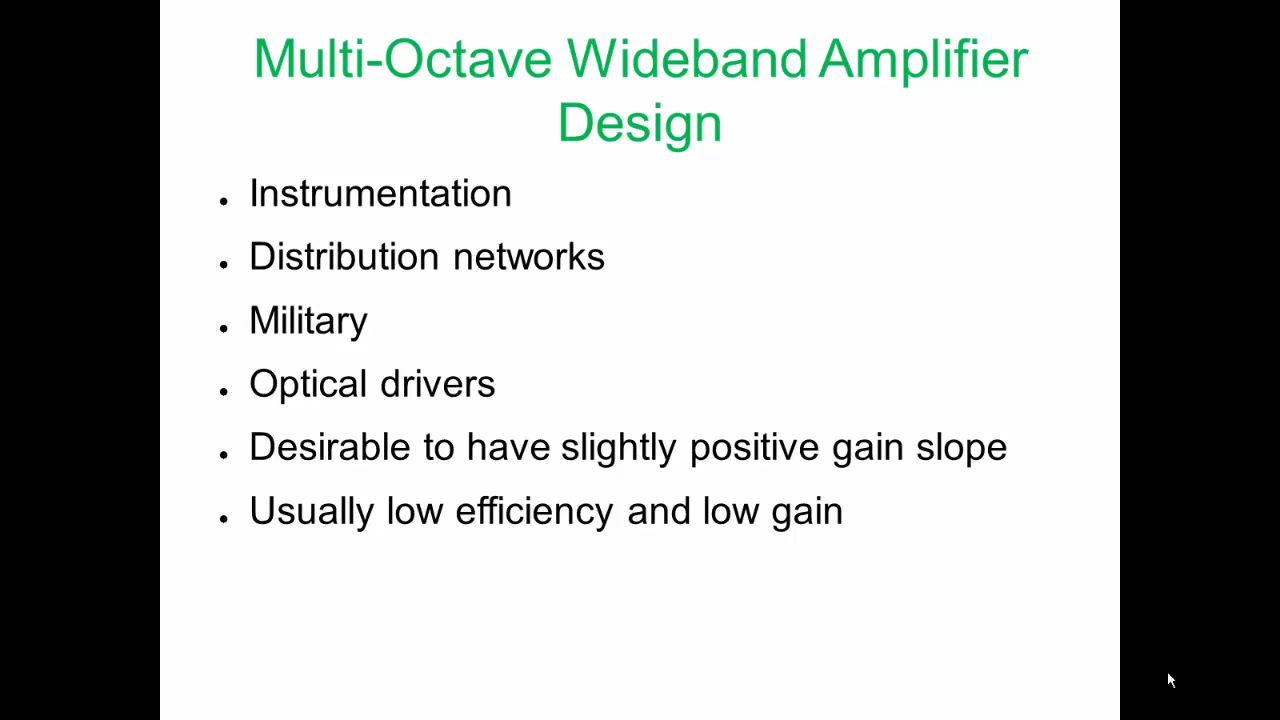 Multi-Octave Wideband Amplifier
Design
• Instrumentation
• Distribution networks
• Military
• Optical drivers
• Desirable to have slightly positive gain slope
• Usually low efficiency and low gain